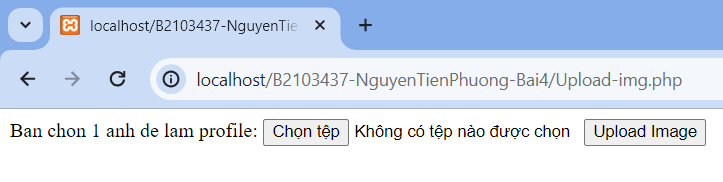 localhost/B2103437-NguyenTie
localhost/B2103437-NguyenTienPhuong-Bai4/Upload-img.php
Ban chon 1 anh de lam profile: Chọn tệp Không có tệp nào được chọn Upload Image